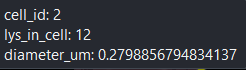 cell_id: 2
lys_in_cell: 12
diameter_um: 0.2798856794834137